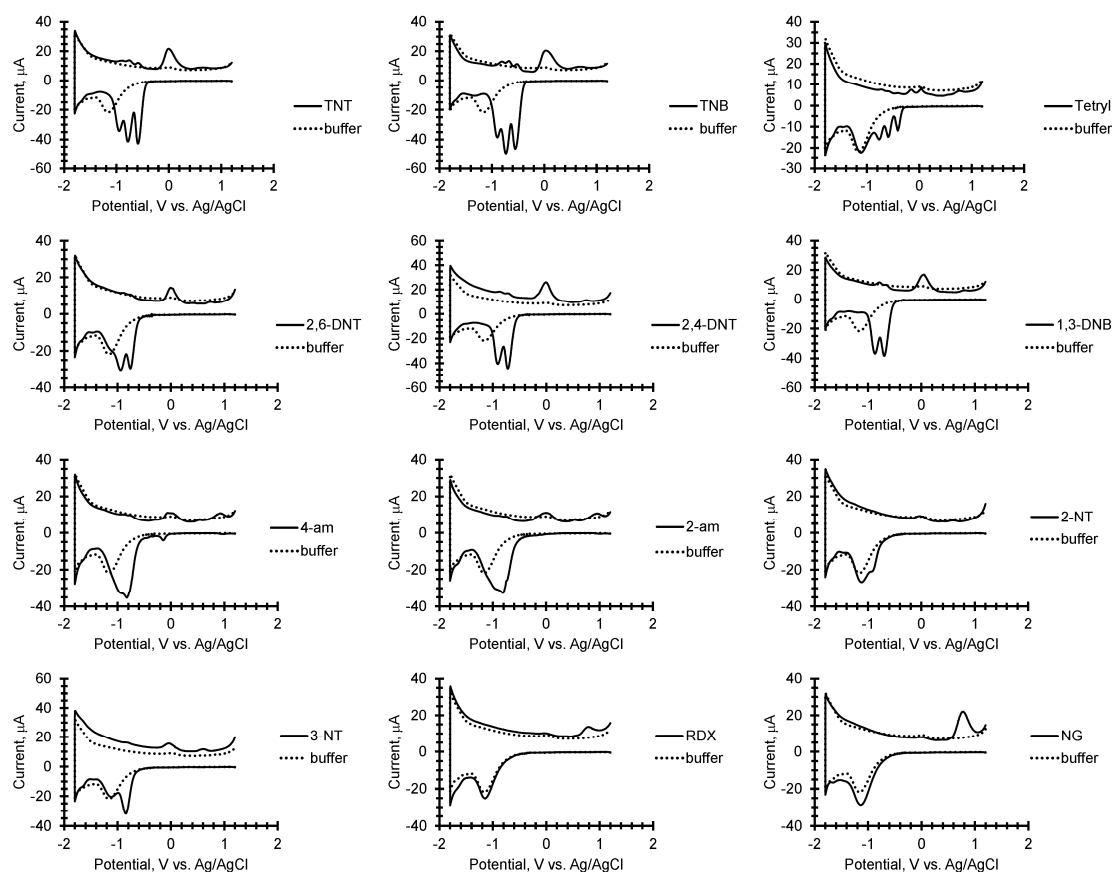 40
20
0
-20
-40
-60
Current, μA
-2 -1 0 1 2
Potential, V vs. Ag/AgCl
TNT
buffer
40
20
0
-20
-40
-60
Current, μA
-2 -1 0 1 2
Potential, V vs. Ag/AgCl
TNB
buffer
40
30
20
10
0
-10
-20
-30
Current, μA
-2 -1 0 1 2
Potential, V vs. Ag/AgCl
Tetryl
buffer
40
20
0
-20
-40
Current, μA
-2 -1 0 1 2
Potential, V vs. Ag/AgCl
2,6-DNT
buffer
60
40
20
0
-20
-40
-60
Current, μA
-2 -1 0 1 2
Potential, V vs. Ag/AgCl
2,4-DNT
buffer
40
20
0
-20
-40
-60
Current, μA
-2 -1 0 1 2
Potential, V vs. Ag/AgCl
1,3-DNB
buffer
40
20
0
-20
-40
Current, μA
-2 -1 0 1 2
Potential, V vs. Ag/AgCl
4-am
buffer
40
20
0
-20
-40
Current, μA
-2 -1 0 1 2
Potential, V vs. Ag/AgCl
2-am
buffer
40
20
0
-20
-40
Current, μA
-2 -1 0 1 2
Potential, V vs. Ag/AgCl
2-NT
buffer
60
40
20
0
-20
-40
Current, μA
-2 -1 0 1 2
Potential, V vs. Ag/AgCl
3 NT
buffer
40
20
0
-20
-40
Current, μA
-2 -1 0 1 2
Potential, V vs. Ag/AgCl
RDX
buffer
40
20
0
-20
-40
Current, μA
-2 -1 0 1 2
Potential, V vs. Ag/AgCl
NG
buffer